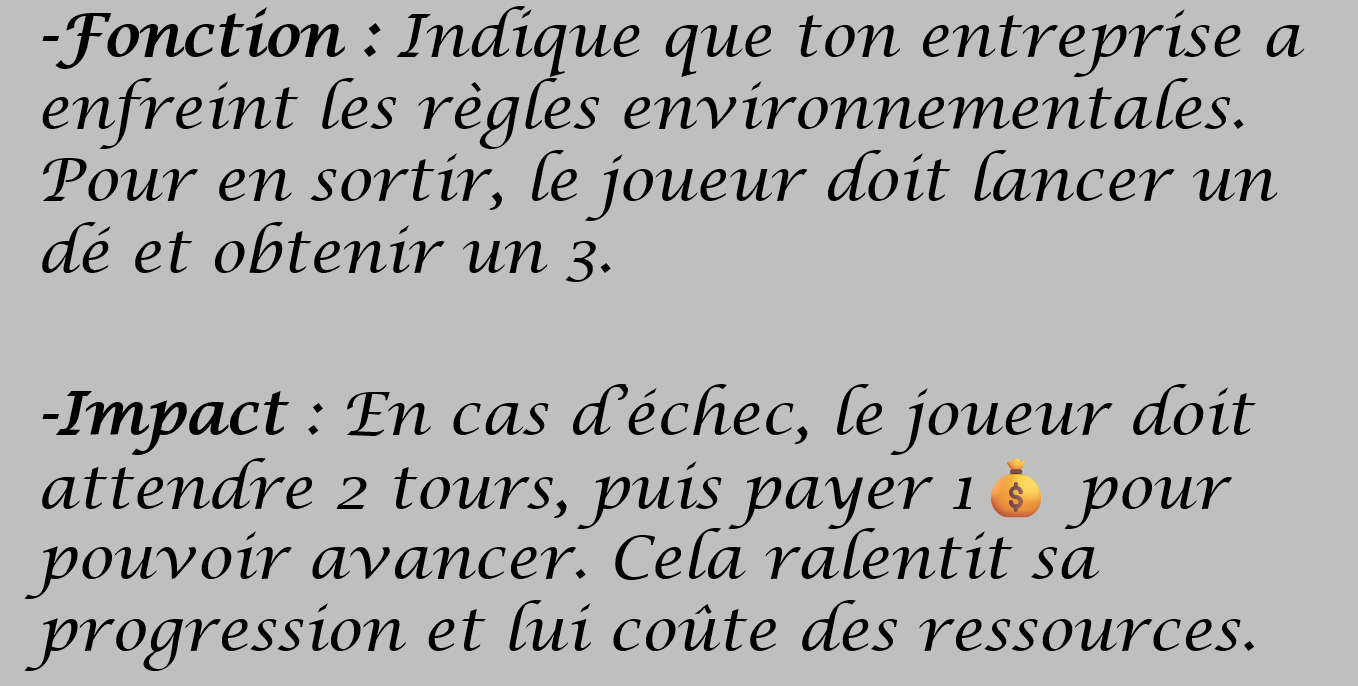 -Fonction : Indique que ton entreprise a
enfreint les règles environnementales.
Pour en sortir, le joueur doit lancer un
dé et obtenir un 3.
-Impact : En cas d’échec, le joueur doit
attendre 2 tours, puis payer 1💰 pour
pouvoir avancer. Cela ralentit sa
progression et lui coûte des ressources.